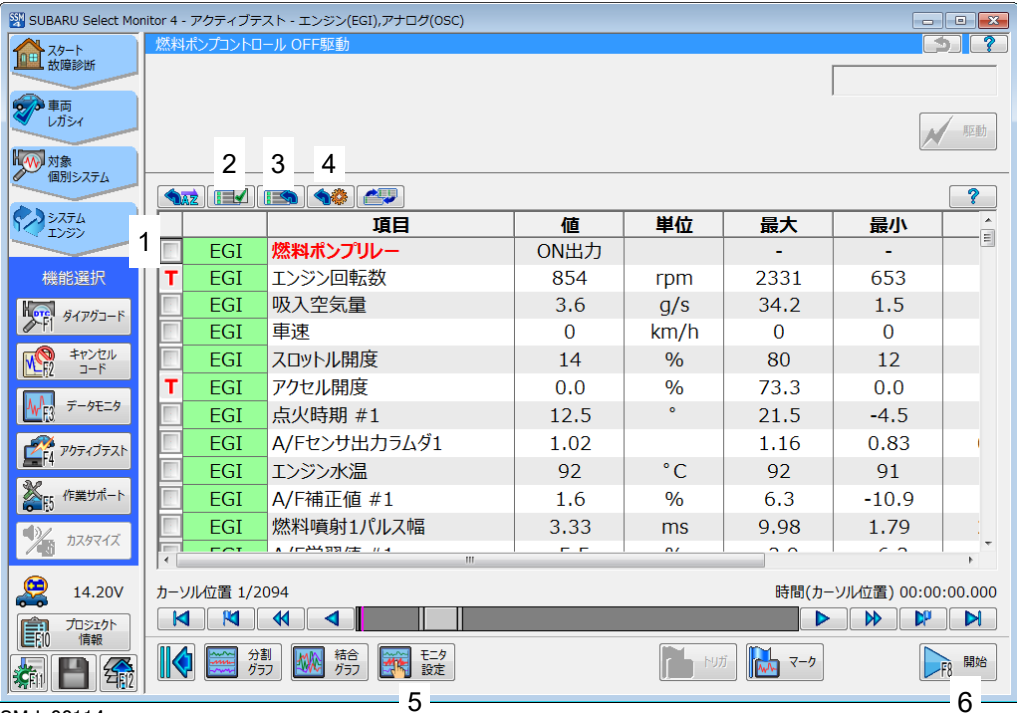 SSM 4 SUBARU Select Monitor 4 - アクティブテスト - エンジン(EGI),アナログ(OSC)
スタート
故障診断
燃料ポンプコントロール OFF駆動
?
車両
レガシィ
駆動
対象
個別システム
2 3 4
AZ
?
システム
エンジン
1
項目 値 単位 最大 最小
EGI 燃料ポンプリレー ON出力 - -
T EGI エンジン回転数 854 rpm 2331 653
EGI 吸入空気量 3.6 g/s 34.2 1.5
EGI 車速 0 km/h 0 0
EGI スロットル開度 14 % 80 12
T EGI アクセル開度 0.0 % 73.3 0.0
EGI 点火時期 #1 12.5 ° 21.5 -4.5
EGI A/Fセンサ出力ラムダ1 1.02 1.16 0.83
EGI エンジン水温 92 °C 92 91
EGI A/F補正値 #1 1.6 % 6.3 -10.9
EGI 燃料噴射1パルス幅 3.33 ms 9.98 1.79
機能選択
DTC F1 ダイアグコード
F2 キャンセル
コード
F3 データモニタ
F4 アクティブテスト
F5 作業サポート
カスタマイズ
14.20V
カーソル位置 1/2094 時間(カーソル位置) 00:00:00.000
F10 プロジェクト
情報
F11 F12
分割
グラフ
結合
グラフ
モニタ
設定
トリガ
マーク
F8 開始
5 6